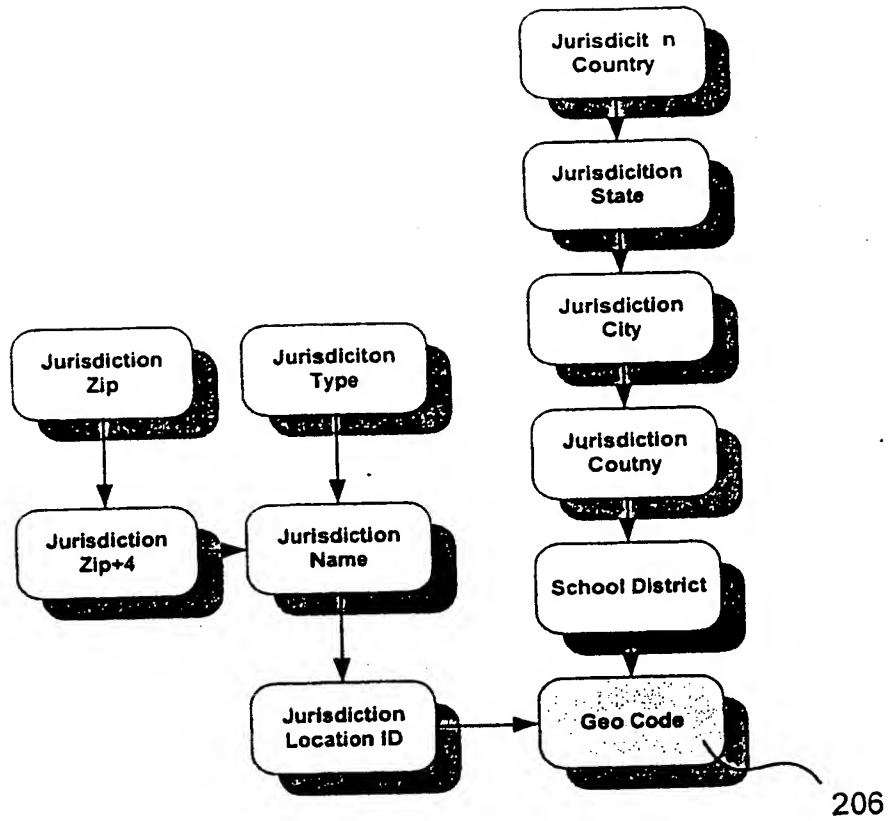 Jurisdicit n
Country
Jurisdicition
State
Jurisdiction
City
Jurisdiction
Zip
Jurisdiciton
Type
Jurisdiction
Coutny
Jurisdiction
Zip+4
Jurisdiction
Name
School District
Jurisdiction
Location ID
Geo Code
206